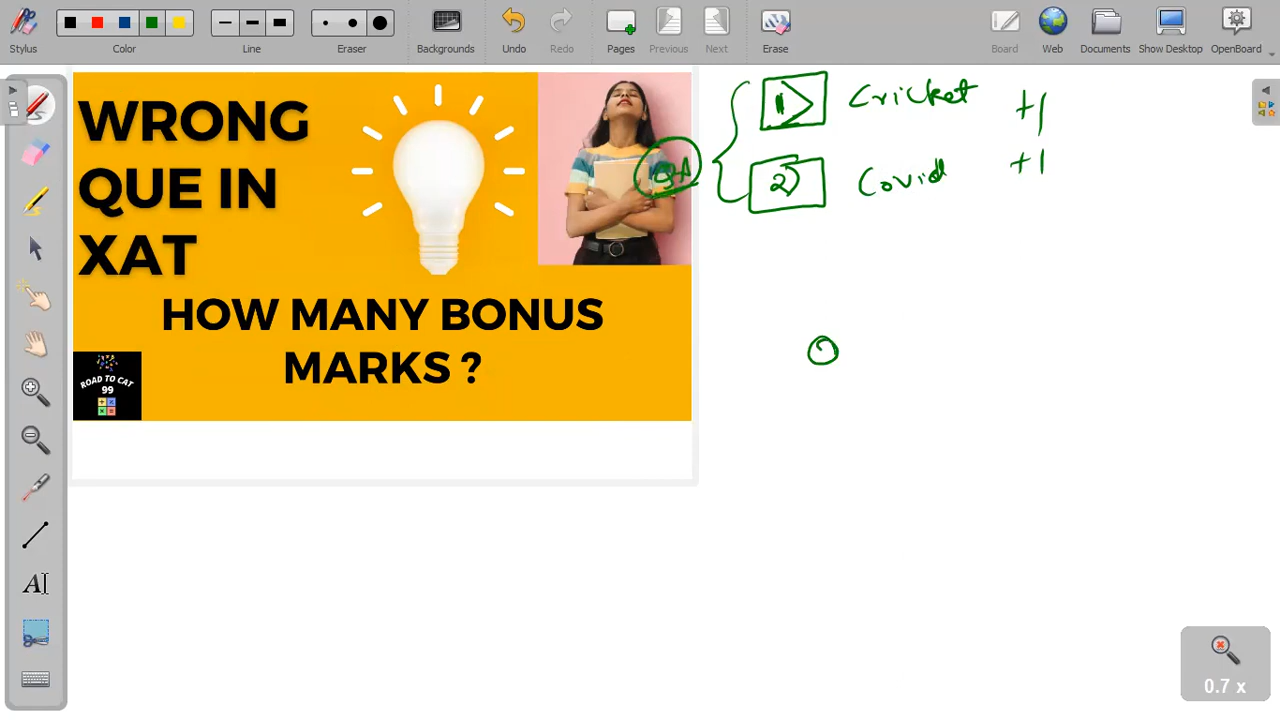 Stylus
Color
Line
Eraser
Backgrounds
Undo
Redo
Pages
Previous
Next
Erase
Board
Web
Documents
Show Desktop
OpenBoard
WRONG
QUE IN
XAT
HOW MANY BONUS
MARKS ?
ROAD TO CAT
99
1 Cricket +1
2) Covid +1
0.7 x